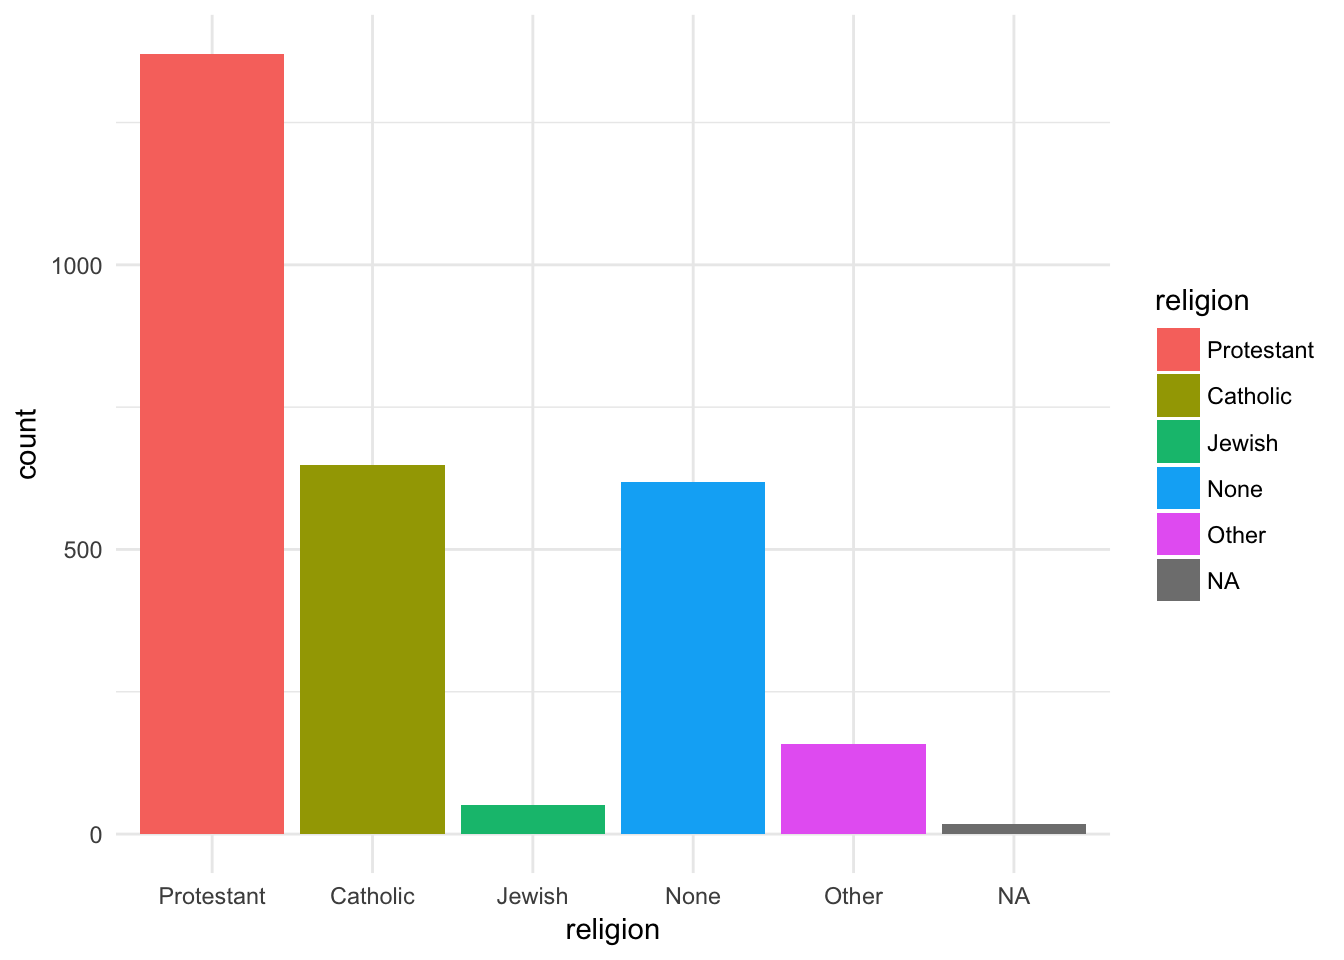 count
1000
500
0
Protestant Catholic Jewish None Other NA
religion
religion
Protestant
Catholic
Jewish
None
Other
NA